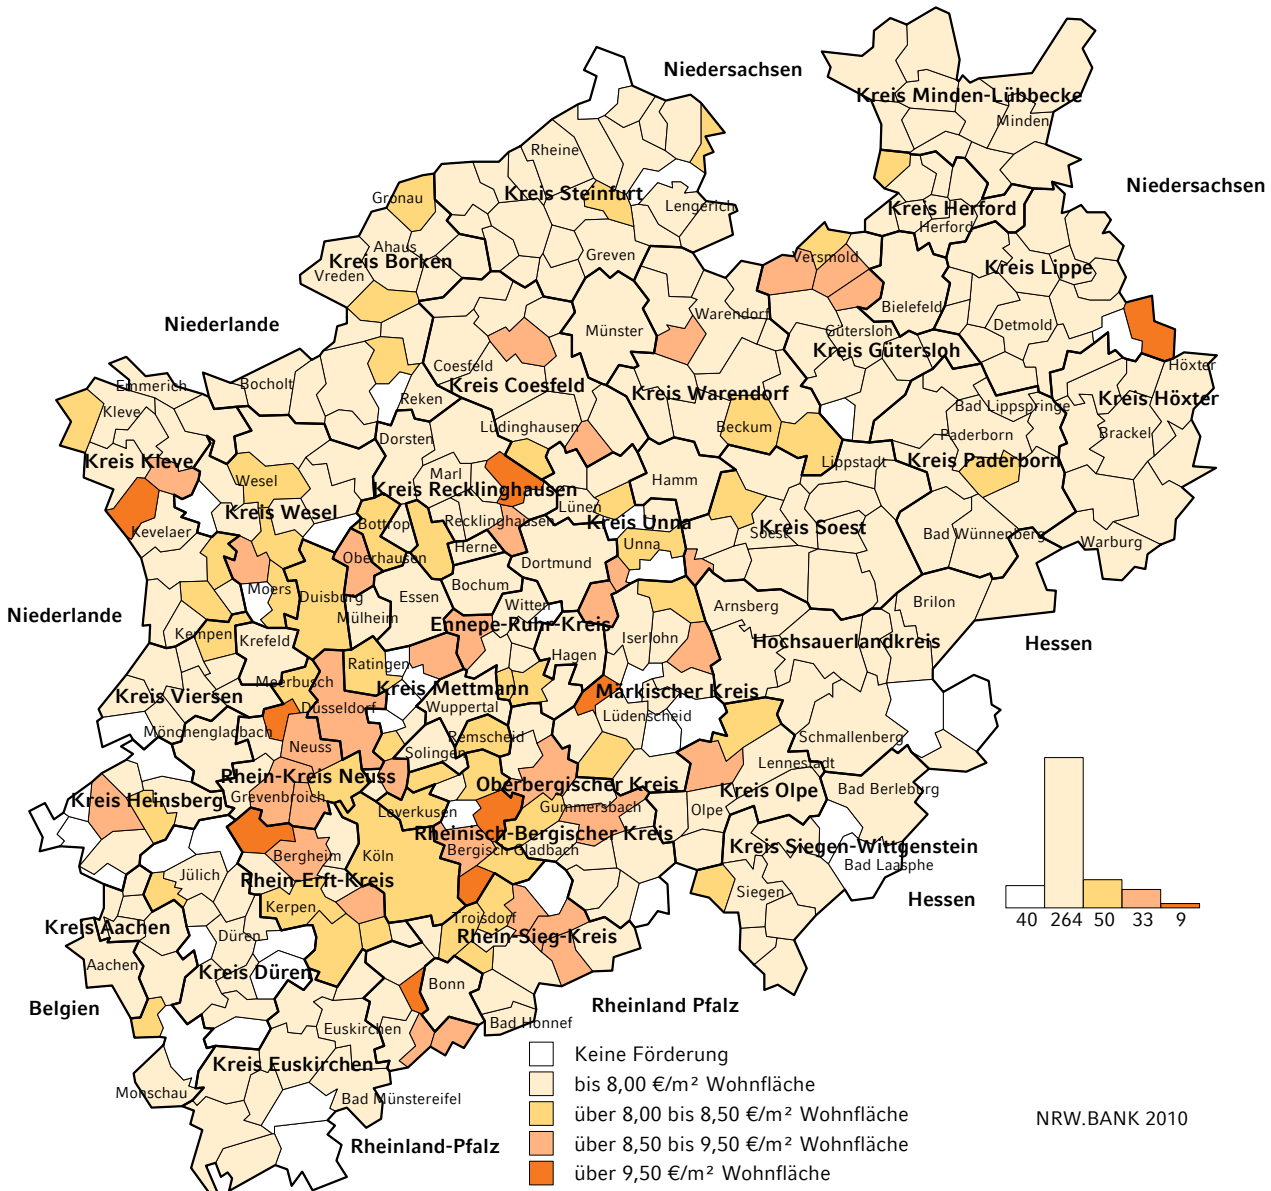 Niedersachsen
Kreis Minden-Lübbecke
Minden
Rheine
Niedersachsen
Gronau
Kreis Steinfurt
Lengerich
Kreis Herford
Herford
Ahaus
Kreis Borken
Vreden
Greven
Versmold
Kreis Lippe
Niederlande
Münster
Warendorf
Bielefeld
Gütersloh
Detmold
Kreis Gütersloh
Coesfeld
Höxter
Emmerich
Bocholt
Kreis Coesfeld
Reken
Kreis Warendorf
Kreis Höxter
Kleve
Bad Lippspringe
Lüdinghausen
Beckum
Paderborn
Brackel
Dorsten
Kreis Kleve
Lippstadt
Kreis Paderborn
Marl
Wesel
Hamm
Kreis Recklinghausen
Lünen
Kreis Wesel
Bottrop
Recklinghausen
Kreis Unna
Kreis Soest
Soest
Kevelaer
Bad Wünnenberg
Herne
Unna
Warburg
Oberhausen
Dortmund
Moers
Duisburg
Essen
Bochum
Niederlande
Mülheim
Witten
Arnsberg
Brilon
Kempen
Krefeld
Ennepe-Ruhr-Kreis
Iserlohn
Hochsauerlandkreis
Hessen
Hagen
Ratingen
Meerbusch
Kreis Mettmann
Märkischer Kreis
Kreis Viersen
Düsseldorf
Wuppertal
Lüdenscheid
Mönchengladbach
Remscheid
Schmallenberg
Neuss
Solingen
Lennestadt
Rhein-Kreis Neuss
Oberbergischer Kreis
Kreis Olpe
Bad Berleburg
Kreis Heinsberg
Grevenbroich
Leverkusen
Gummersbach
Olpe
Rheinisch-Bergischer Kreis
Kreis Siegen-Wittgenstein
Bergheim
Köln
Bergisch Gladbach
Bad Laasphe
Jülich
Rhein-Erft-Kreis
Siegen
Hessen
Kerpen
Troisdorf
40 264 50 33 9
Kreis Aachen
Düren
Rhein-Sieg-Kreis
Aachen
Kreis Düren
Bonn
Belgien
Rheinland Pfalz
Euskirchen
Bad Honnef
Kreis Euskirchen
Monschau
Bad Münstereifel
Rheinland-Pfalz
Keine Förderung
bis 8,00 €/m² Wohnfläche
über 8,00 bis 8,50 €/m² Wohnfläche
über 8,50 bis 9,50 €/m² Wohnfläche
über 9,50 €/m² Wohnfläche
NRW.BANK 2010